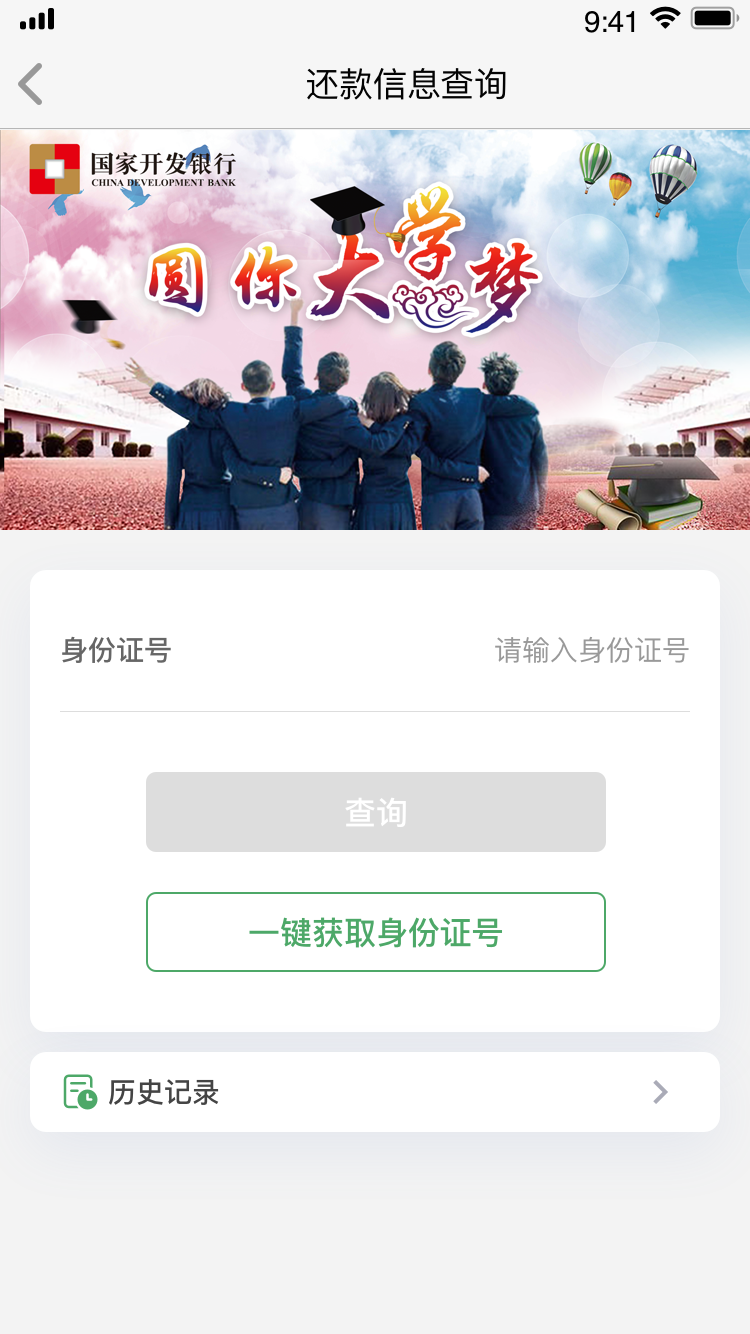 9:41
还款信息查询
国家开发银行
CHINA DEVELOPMENT BANK
圆你大学梦
身份证号 请输入身份证号
查询
一键获取身份证号
历史记录